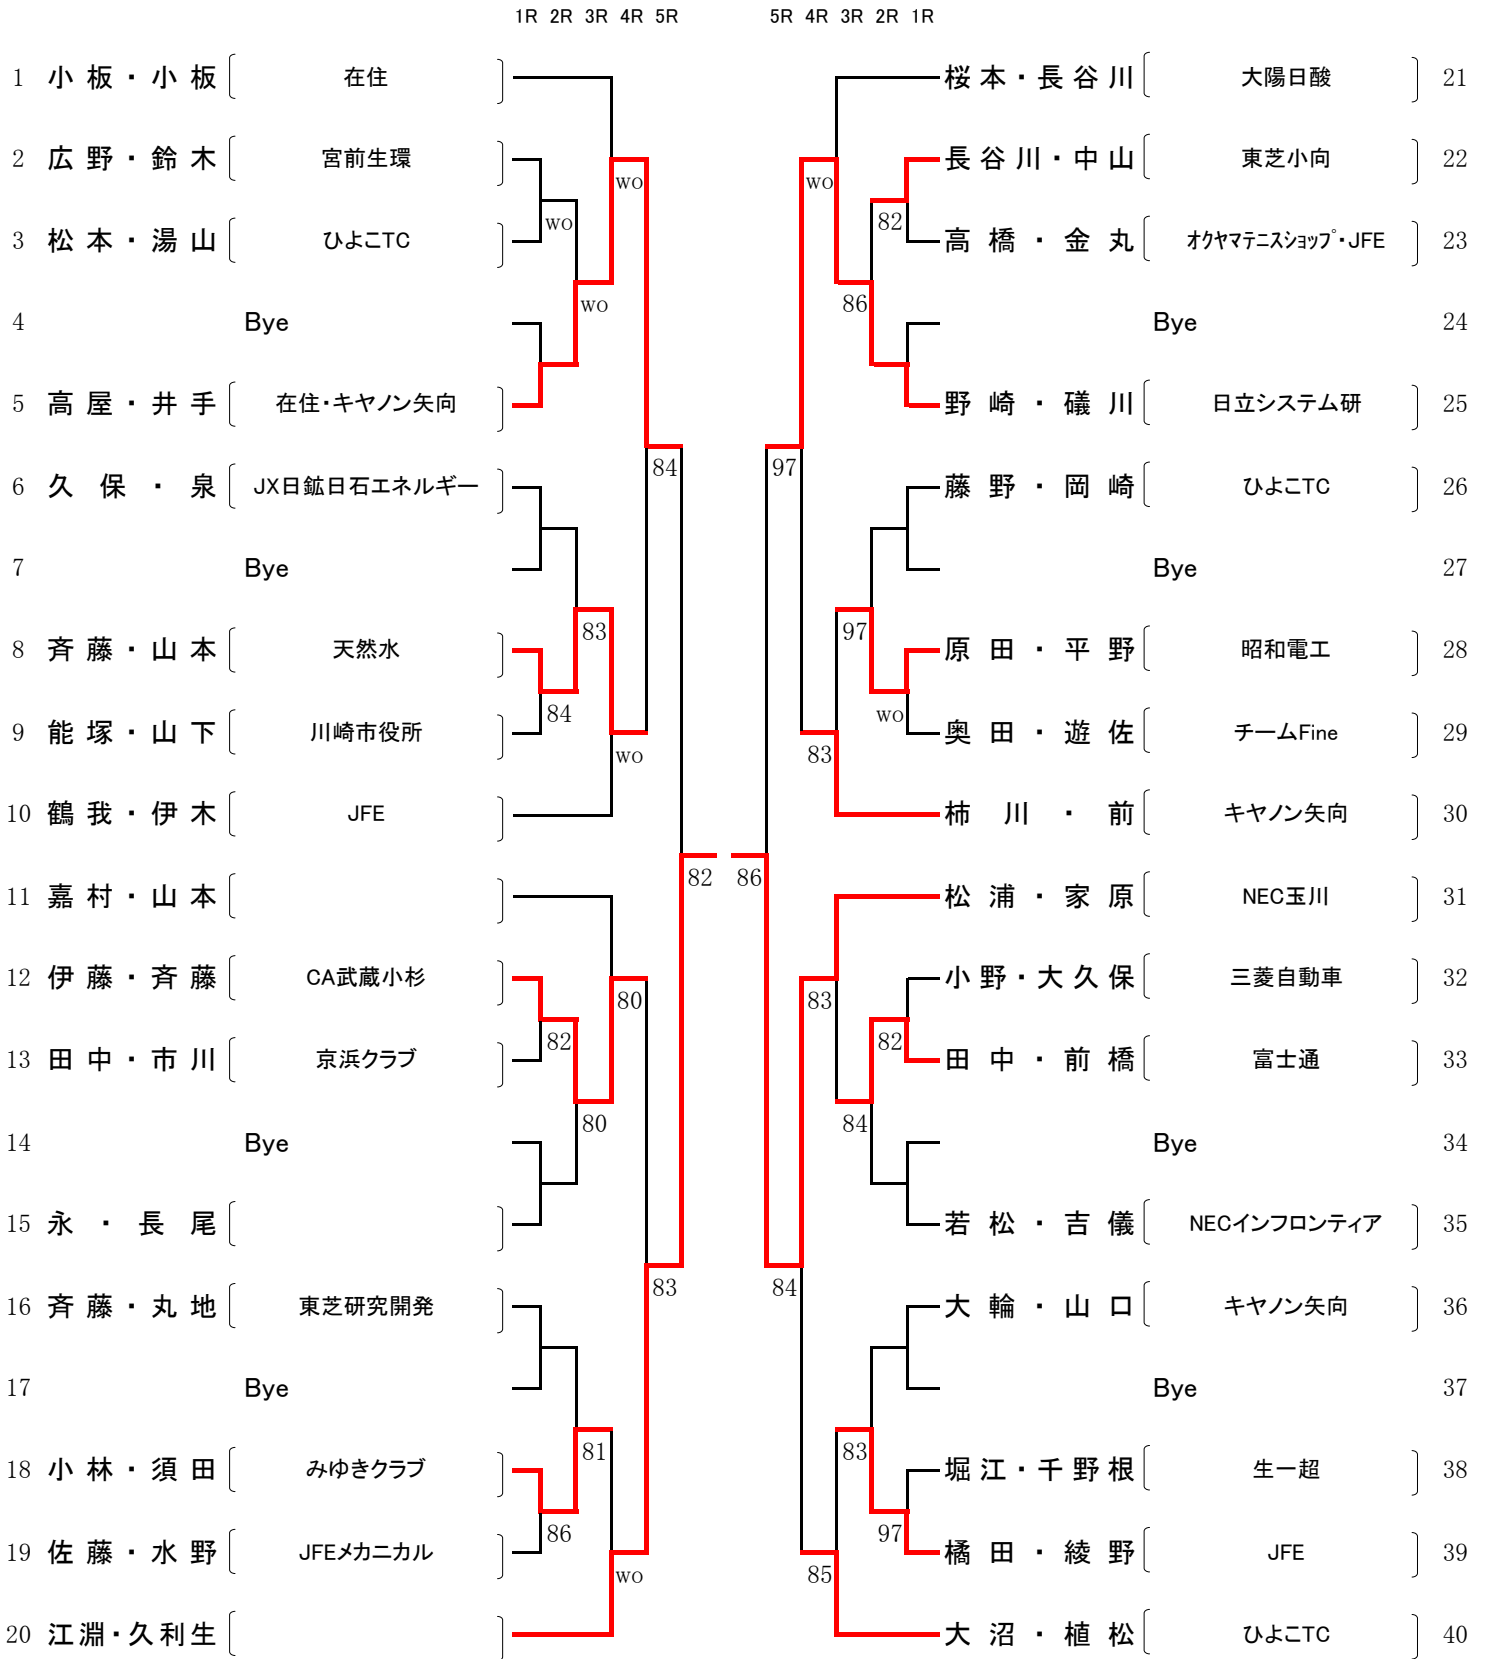 1R 2R 3R 4R 5R 5R 4R 3R 2R 1R
1 小板・小板 在住 桜本・長谷川 大陽日酸 21
2 広野・鈴木 宮前生環 wo wo 長谷川・中山 東芝小向 22
3 松本・湯山 ひよこTC wo 82 高橋・金丸 オクヤマテニスショップ・JFE 23
4 Bye wo 86 Bye 24
5 高屋・井手 在住・キヤノン矢向 野崎・礒川 日立システム研 25
84 97
6 久保・泉 JX日鉱日石エネルギー 藤野・岡崎 ひよこTC 26
7 Bye Bye 27
83 97
8 斉藤・山本 天然水 原田・平野 昭和電工 28
84 wo
9 能塚・山下 川崎市役所 wo 83 奥田・遊佐 チームFine 29
10 鶴我・伊木 JFE 柿川・前 キヤノン矢向 30
82 86
11 嘉村・山本 松浦・家原 NEC玉川 31
12 伊藤・斉藤 CA武蔵小杉 80 83 小野・大久保 三菱自動車 32
13 田中・市川 京浜クラブ 82 82 田中・前橋 富士通 33
80 84
14 Bye Bye 34
15 永・長尾 若松・吉儀 NECインフロンティア 35
83 84
16 斉藤・丸地 東芝研究開発 大輪・山口 キヤノン矢向 36
17 Bye Bye 37
81 83
18 小林・須田 みゆきクラブ 堀江・千野根 生一超 38
86 97
19 佐藤・水野 JFEメカニカル wo 85 橘田・綾野 JFE 39
20 江淵・久利生 大沼・植松 ひよこTC 40